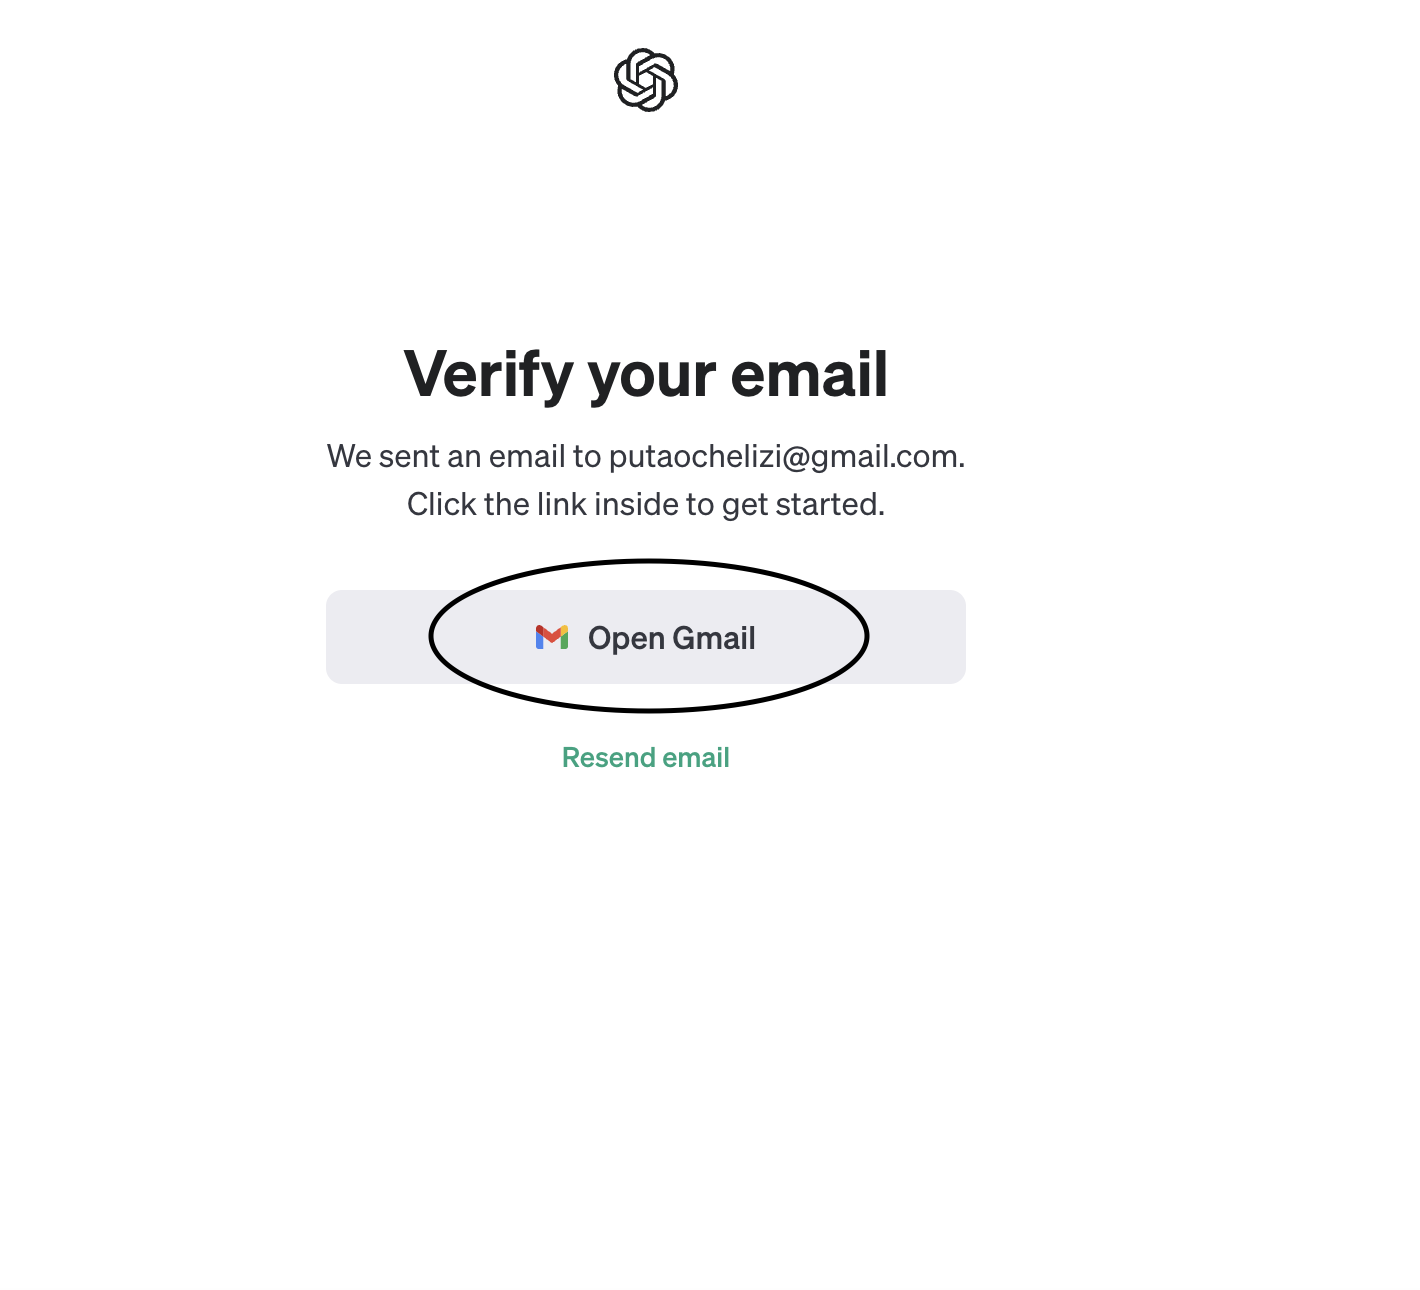 Verify your email
We sent an email to putaochelizi@gmail.com.
Click the link inside to get started.
Open Gmail
Resend email